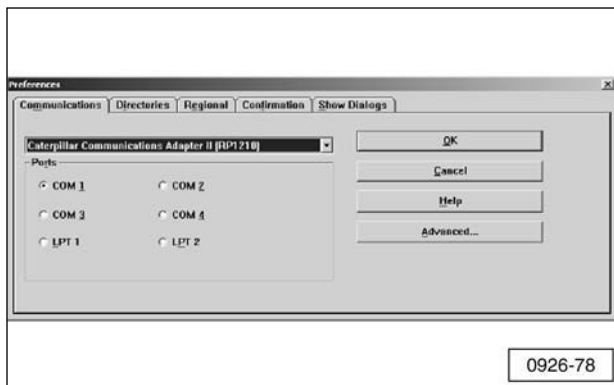 Preferences
Communications Directories Regional Confirmation Show Dialogs
Caterpillar Communications Adapter II (RP1210)
OK
Ports
Cancel
COM 1 COM 2
Help
COM 3 COM 4
Advanced...
LPT 1 LPT 2
0926-78